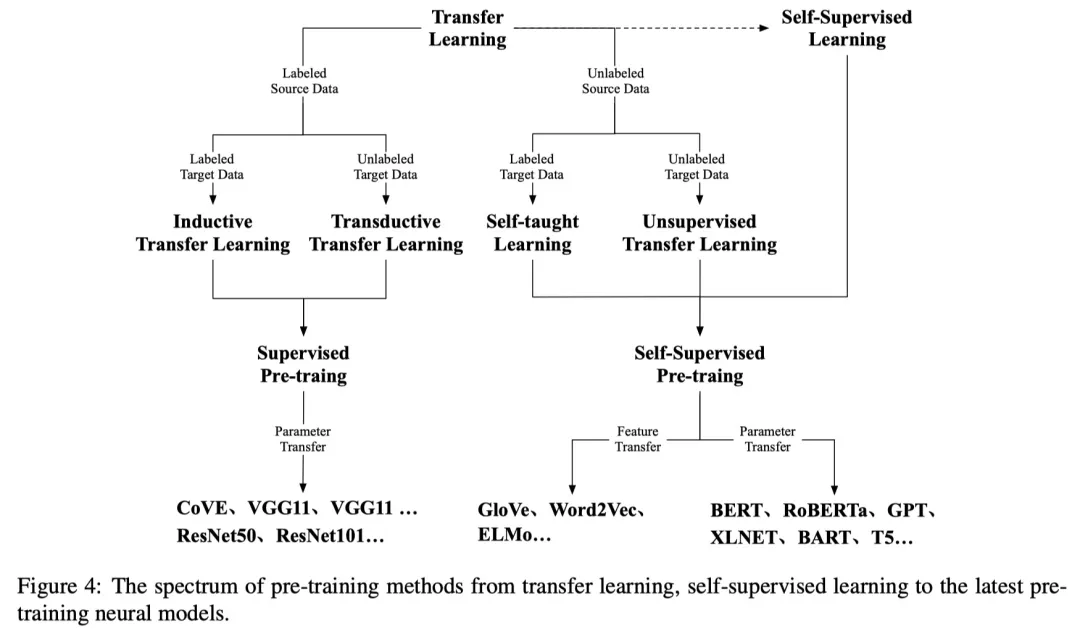 Transfer
Learning
Self-Supervised
Learning
Labeled
Source Data
Unlabeled
Source Data
Labeled
Target Data
Unlabeled
Target Data
Labeled
Target Data
Unlabeled
Target Data
Inductive
Transfer Learning
Transductive
Transfer Learning
Self-taught
Learning
Unsupervised
Transfer Learning
Supervised
Pre-traing
Self-Supervised
Pre-traing
Parameter
Transfer
Feature
Transfer
Parameter
Transfer
CoVE、VGG11、VGG11 ...
ResNet50、ResNet101...
GloVe、Word2Vec、
ELMo...
BERT、RoBERTa、GPT、
XLNET、BART、T5...
Figure 4: The spectrum of pre-training methods from transfer learning, self-supervised learning to the latest pre-
training neural models.